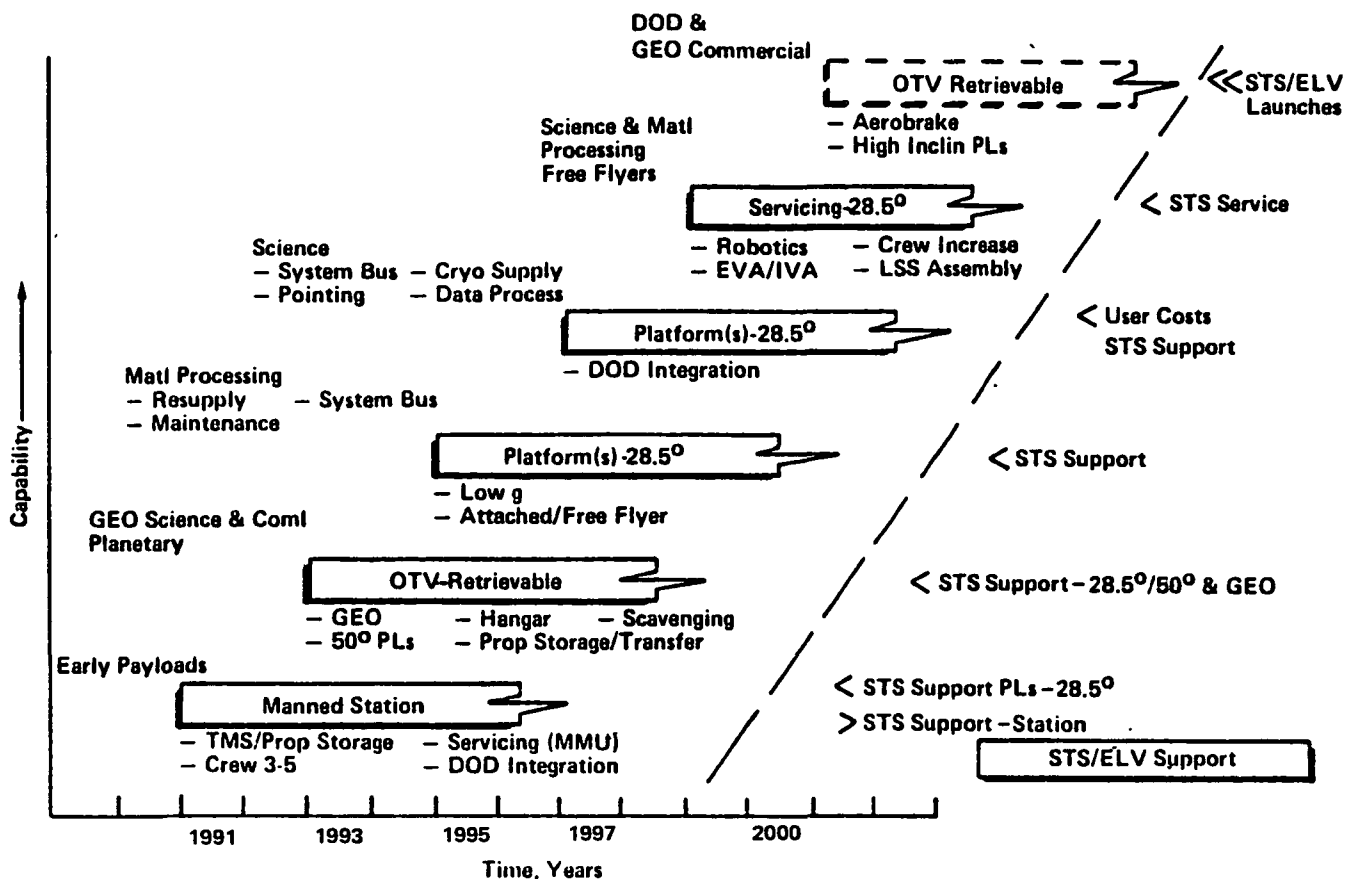 DOD &
GEO Commercial
OTV Retrievable
<<STS/ELV
Launches
– Aerobrake
– High Inclin PLs
Science & Matl
Processing
Free Flyers
Servicing-28.5⁰
< STS Service
– Robotics – Crew Increase
– EVA/IVA – LSS Assembly
Science
– System Bus – Cryo Supply
– Pointing – Data Process
Platform(s)-28.5⁰
< User Costs
STS Support
– DOD Integration
Matl Processing
– Resupply – System Bus
– Maintenance
Platform(s)-28.5⁰
< STS Support
– Low g
– Attached/Free Flyer
GEO Science & Coml
Planetary
OTV-Retrievable
< STS Support – 28.5⁰/50⁰ & GEO
– GEO – Hangar – Scavenging
– 50⁰ PLs – Prop Storage/Transfer
Early Payloads
Manned Station
< STS Support PLs – 28.5⁰
> STS Support – Station
– TMS/Prop Storage – Servicing (MMU)
– Crew 3-5 – DOD Integration
STS/ELV Support
Capability
1991 1993 1995 1997 2000
Time, Years